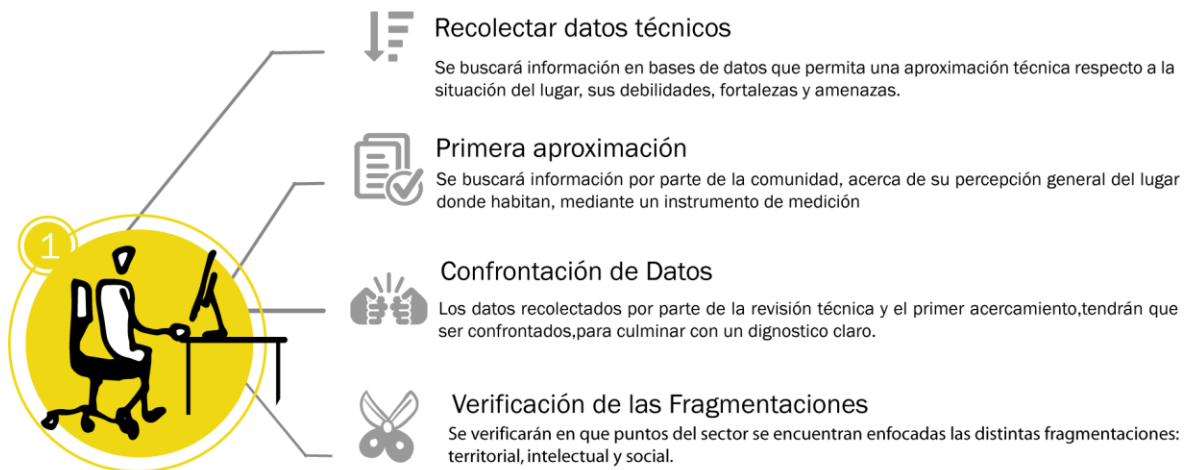 Recolectar datos técnicos
Se buscará información en bases de datos que permita una aproximación técnica respecto a la
situación del lugar, sus debilidades, fortalezas y amenazas.
Primera aproximación
Se buscará información por parte de la comunidad, acerca de su percepción general del lugar
donde habitan, mediante un instrumento de medición
1
Confrontación de Datos
Los datos recolectados por parte de la revisión técnica y el primer acercamiento,tendrán que
ser confrontados,para culminar con un dignostico claro.
Verificación de las Fragmentaciones
Se verificarán en que puntos del sector se encuentran enfocadas las distintas fragmentaciones:
territorial, intelectual y social.